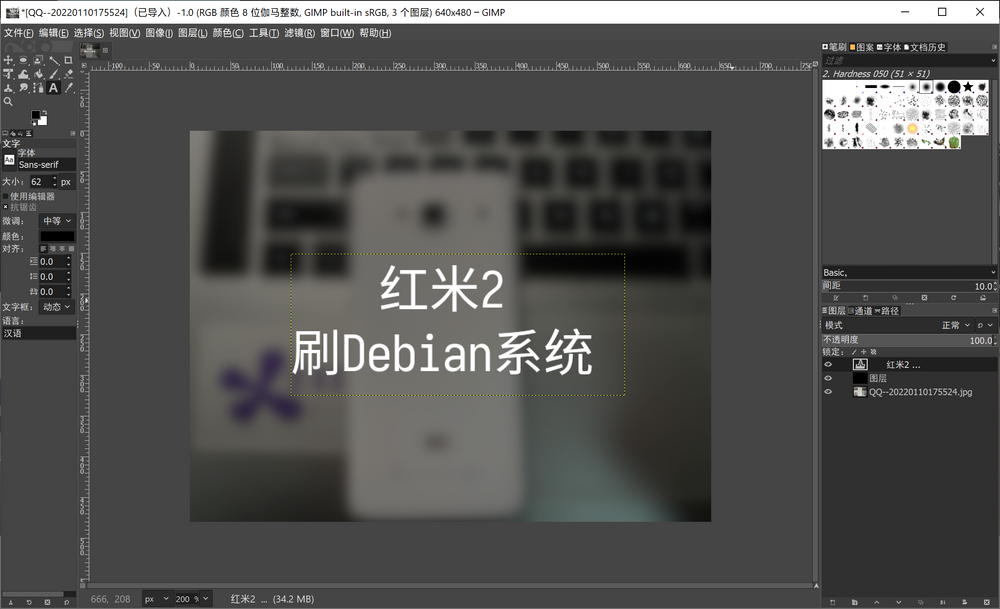 *[QQ--20220110175524]（已导入）-1.0 (RGB 颜色 8 位伽马整数, GIMP built-in sRGB, 3 个图层) 640x480 – GIMP
文件(F) 编辑(E) 选择(S) 视图(V) 图像(I) 图层(L) 颜色(C) 工具(T) 滤镜(R) 窗口(W) 帮助(H)
笔刷 图案 字体 文档历史
过滤
2. Hardness 050 (51 × 51)
文字
字体
Aa Sans-serif
大小: 62 px
使用编辑器
抗锯齿
微调: 中等
颜色:
对齐:
0.0
0.0
0.0
文字框: 动态
语言:
汉语
红米2
刷Debian系统
Basic,
间距 10.0
图层 通道 路径
模式 正常
不透明度 100.0
锁定:
红米2 ...
图层
QQ--20220110175524.jpg
666, 208 px 200 % 红米2 ... (34.2 MB)